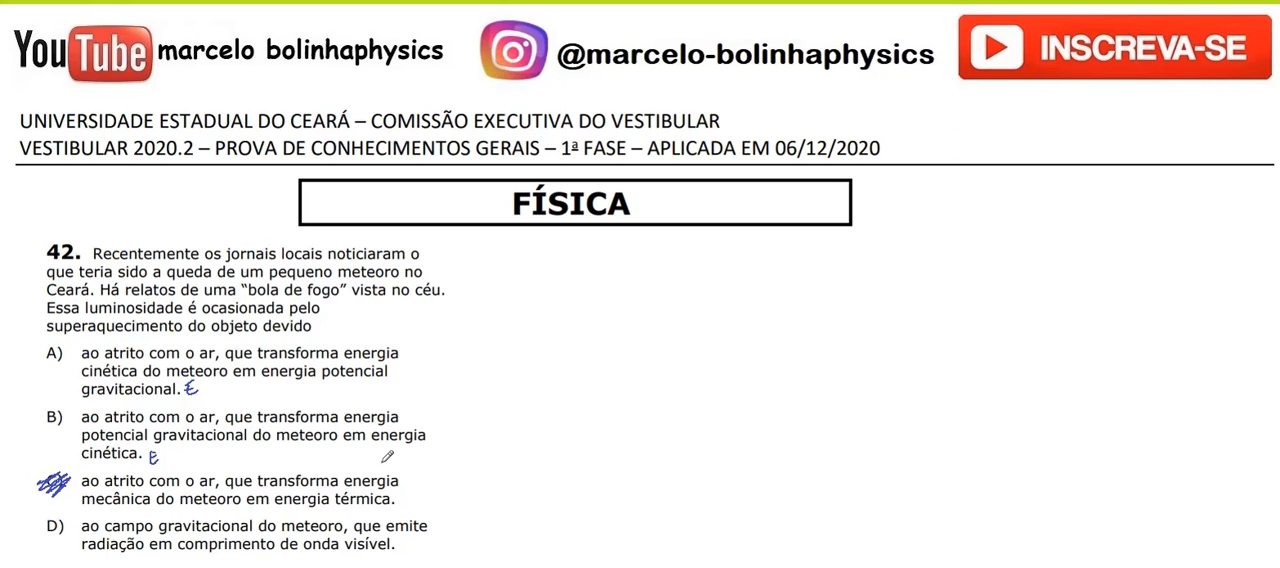 YouTube marcelo bolinhaphysics @marcelo-bolinhaphysics INSCREVA-SE
UNIVERSIDADE ESTADUAL DO CEARÁ – COMISSÃO EXECUTIVA DO VESTIBULAR
VESTIBULAR 2020.2 – PROVA DE CONHECIMENTOS GERAIS – 1ª FASE – APLICADA EM 06/12/2020
FÍSICA
42. Recentemente os jornais locais noticiaram o
que teria sido a queda de um pequeno meteoro no
Ceará. Há relatos de uma “bola de fogo” vista no céu.
Essa luminosidade é ocasionada pelo
superaquecimento do objeto devido
A) ao atrito com o ar, que transforma energia
cinética do meteoro em energia potencial
gravitacional. E
B) ao atrito com o ar, que transforma energia
potencial gravitacional do meteoro em energia
cinética. E
ao atrito com o ar, que transforma energia
mecânica do meteoro em energia térmica.
D) ao campo gravitacional do meteoro, que emite
radiação em comprimento de onda visível.